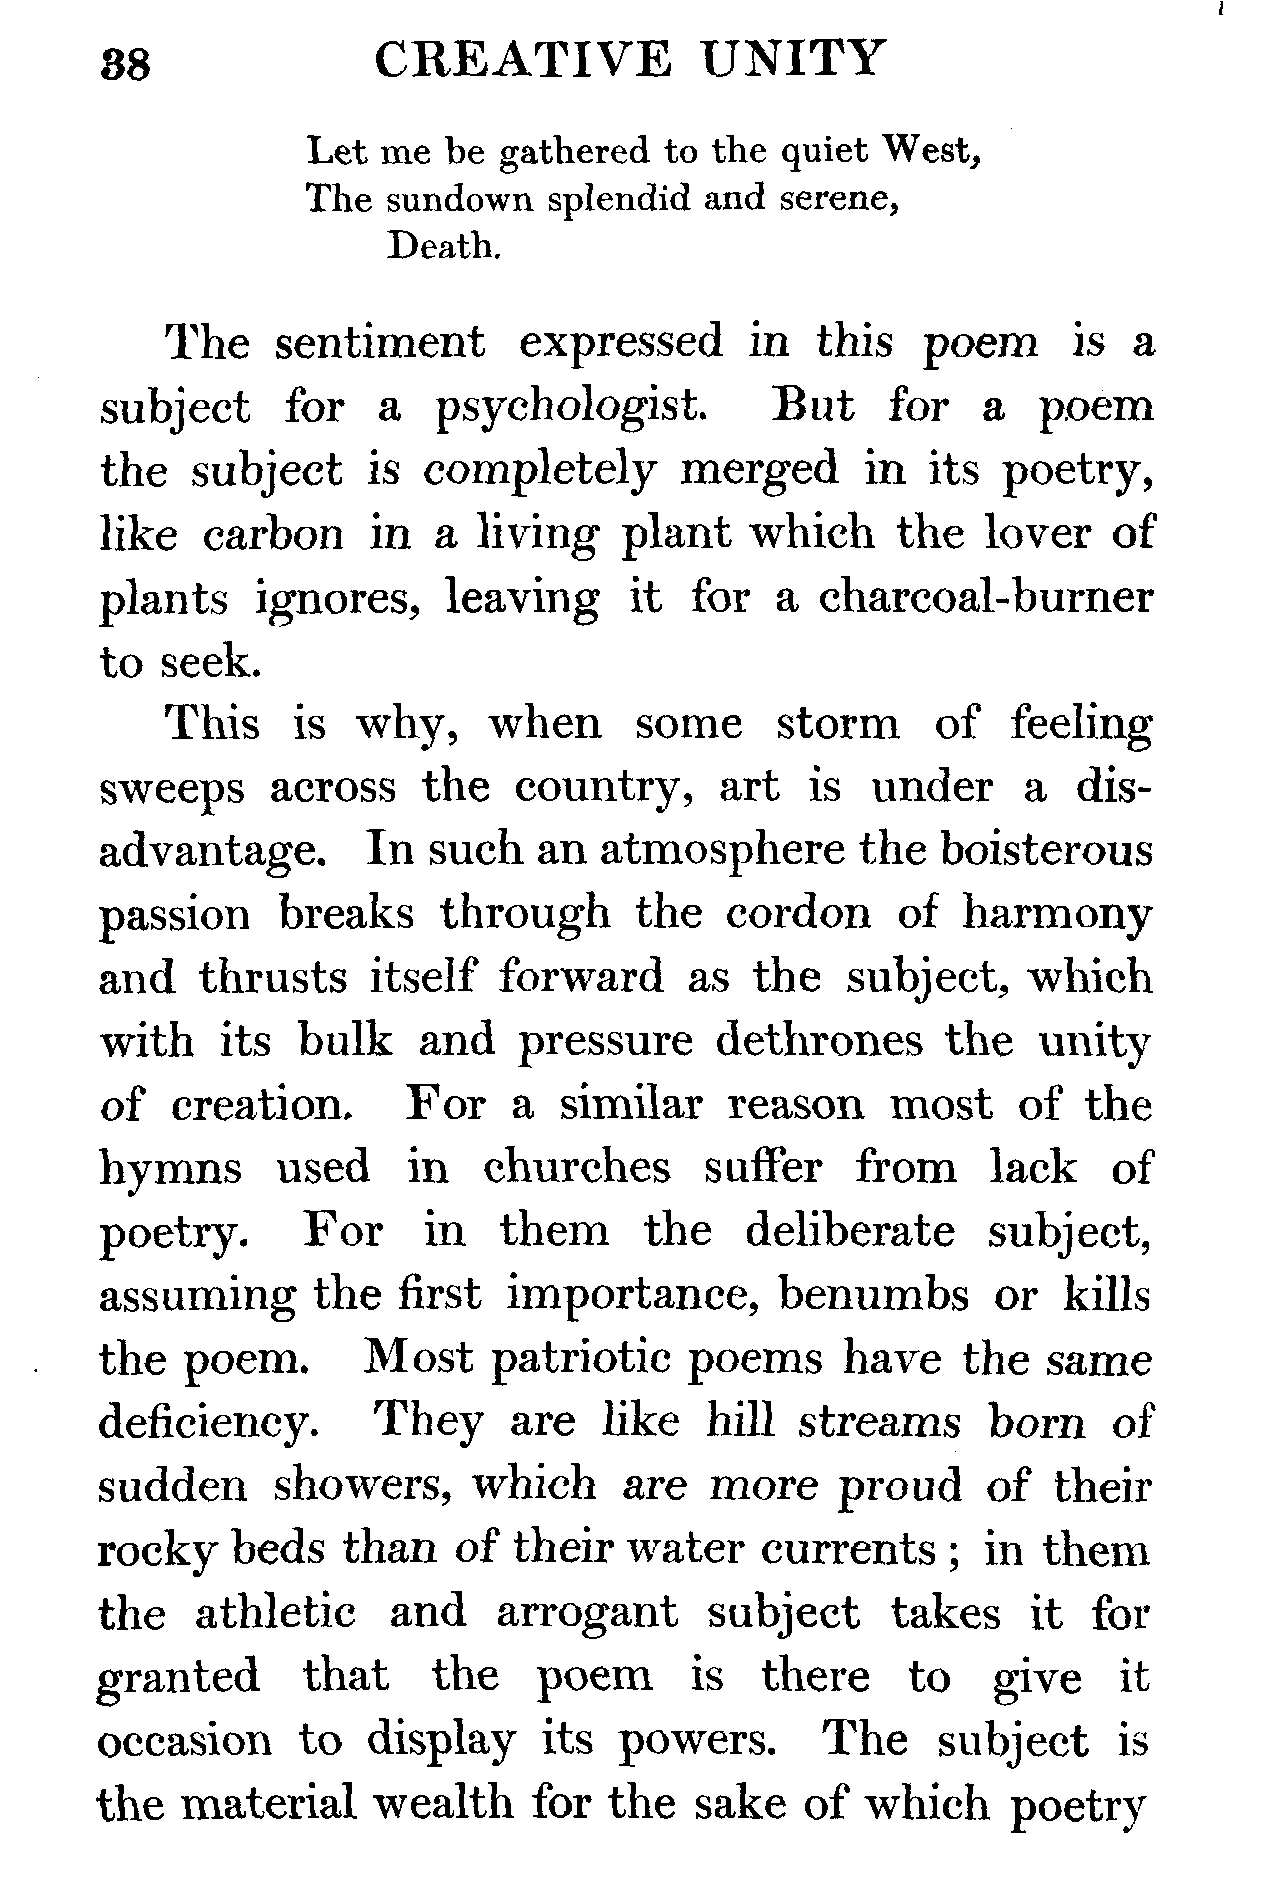 38 CREATIVE UNITY
Let me be gathered to the quiet West,
The sundown splendid and serene,
Death.
The sentiment expressed in this poem is a
subject for a psychologist. But for a poem
the subject is completely merged in its poetry,
like carbon in a living plant which the lover of
plants ignores, leaving it for a charcoal-burner
to seek.
This is why, when some storm of feeling
sweeps across the country, art is under a dis-
advantage. In such an atmosphere the boisterous
passion breaks through the cordon of harmony
and thrusts itself forward as the subject, which
with its bulk and pressure dethrones the unity
of creation. For a similar reason most of the
hymns used in churches suffer from lack of
poetry. For in them the deliberate subject,
assuming the first importance, benumbs or kills
the poem. Most patriotic poems have the same
deficiency. They are like hill streams born of
sudden showers, which are more proud of their
rocky beds than of their water currents ; in them
the athletic and arrogant subject takes it for
granted that the poem is there to give it
occasion to display its powers. The subject is
the material wealth for the sake of which poetry